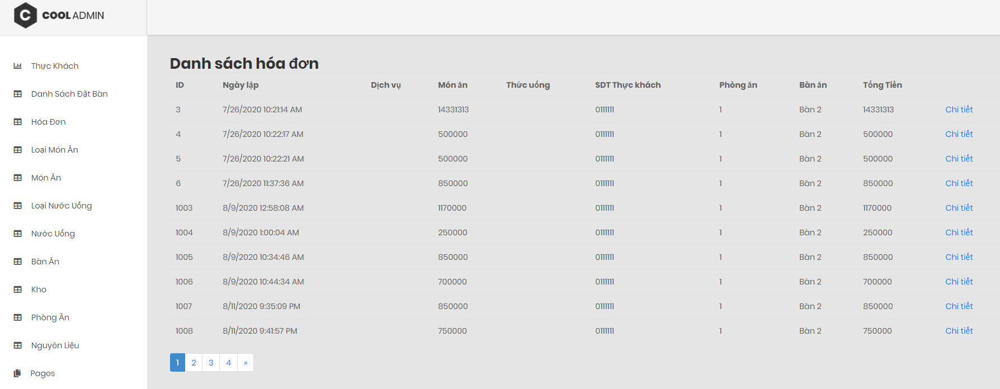 C COOL ADMIN
Thực Khách
Danh Sách Đặt Bàn
Hóa Đơn
Loại Món Ăn
Món Ăn
Loại Nước Uống
Nước Uống
Bàn Ăn
Kho
Phòng Ăn
Nguyên Liệu
Pages
Danh sách hóa đơn
ID Ngày lập Dịch vụ Món ăn Thức uống SDT Thực khách Phòng ăn Bàn ăn Tổng Tiền
3 7/26/2020 10:21:14 AM 14331313 0111111 1 Bàn 2 14331313 Chi tiết
4 7/26/2020 10:22:17 AM 500000 0111111 1 Bàn 2 500000 Chi tiết
5 7/26/2020 10:22:21 AM 500000 0111111 1 Bàn 2 500000 Chi tiết
6 7/26/2020 11:37:36 AM 850000 0111111 1 Bàn 2 850000 Chi tiết
1003 8/9/2020 12:58:08 AM 1170000 0111111 1 Bàn 2 1170000 Chi tiết
1004 8/9/2020 1:00:04 AM 250000 0111111 1 Bàn 2 250000 Chi tiết
1005 8/9/2020 10:34:46 AM 850000 0111111 1 Bàn 2 850000 Chi tiết
1006 8/9/2020 10:44:34 AM 700000 0111111 1 Bàn 2 700000 Chi tiết
1007 8/11/2020 9:35:09 PM 850000 0111111 1 Bàn 2 850000 Chi tiết
1008 8/11/2020 9:41:57 PM 750000 0111111 1 Bàn 2 750000 Chi tiết
1 2 3 4 »